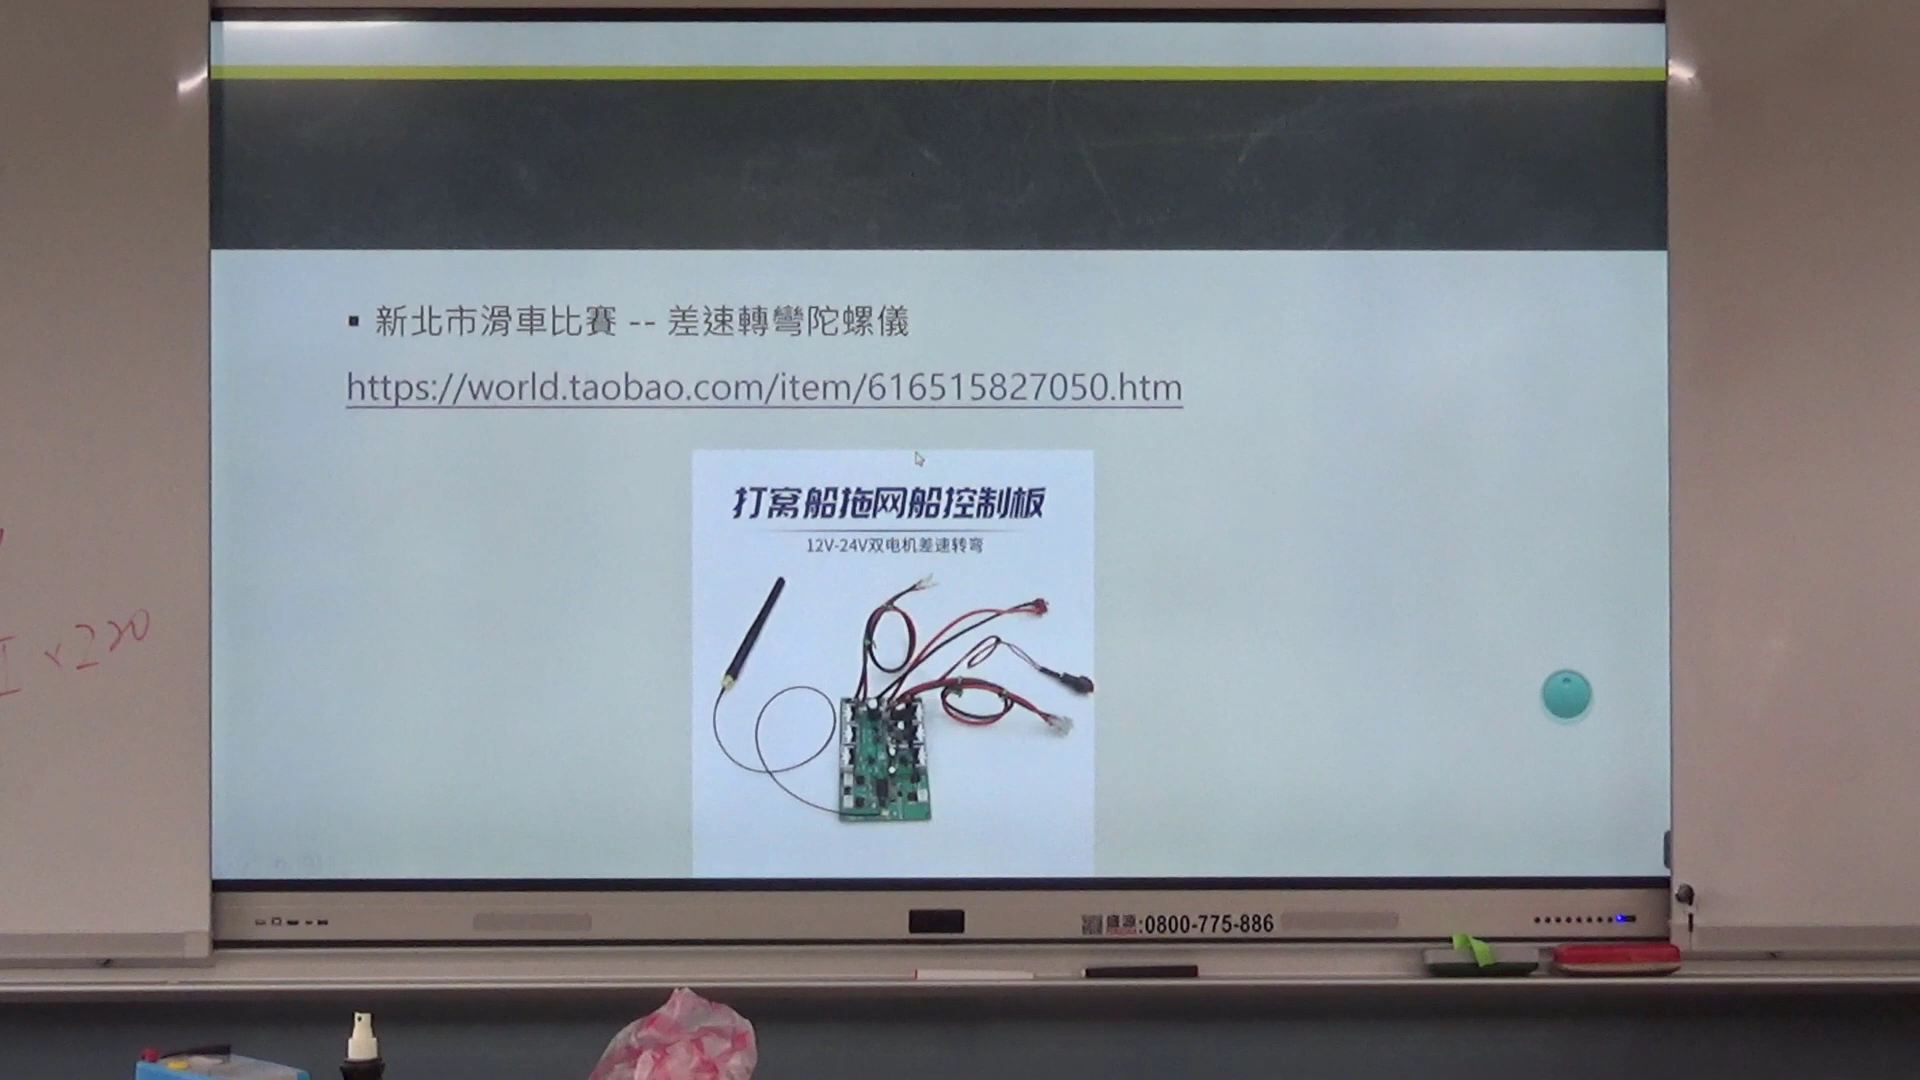 ▪ 新北市滑車比賽 -- 差速轉彎陀螺儀
https://world.taobao.com/item/616515827050.htm
打窝船拖网船控制板
12V-24V双电机差速转弯
x220
:0800-775-886